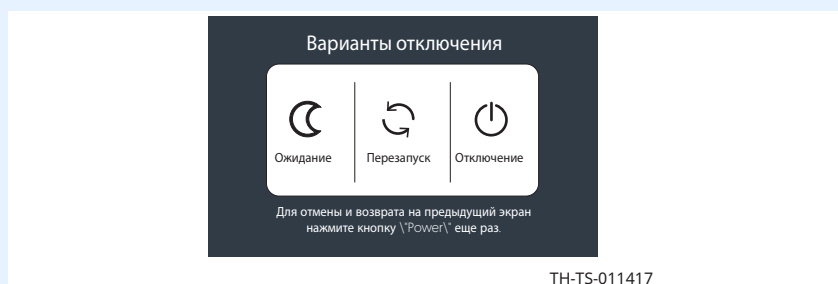 Варианты отключения
Ожидание
Перезапуск
Отключение
Для отмены и возврата на предыдущий экран
нажмите кнопку \"Power\" еще раз.
TH-TS-011417